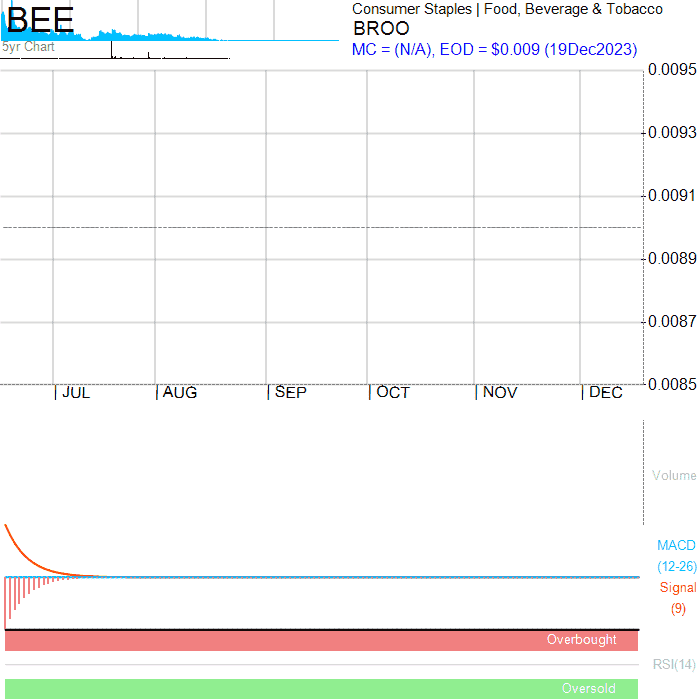 BEE
5yr Chart
Consumer Staples | Food, Beverage & Tobacco
BROO
MC = (N/A), EOD = $0.009 (19Dec2023)
0.0095
0.0093
0.0091
0.0089
0.0087
0.0085
| JUL | AUG | SEP | OCT | NOV | DEC
Volume
MACD
(12-26)
Signal
(9)
Overbought
RSI(14)
Oversold